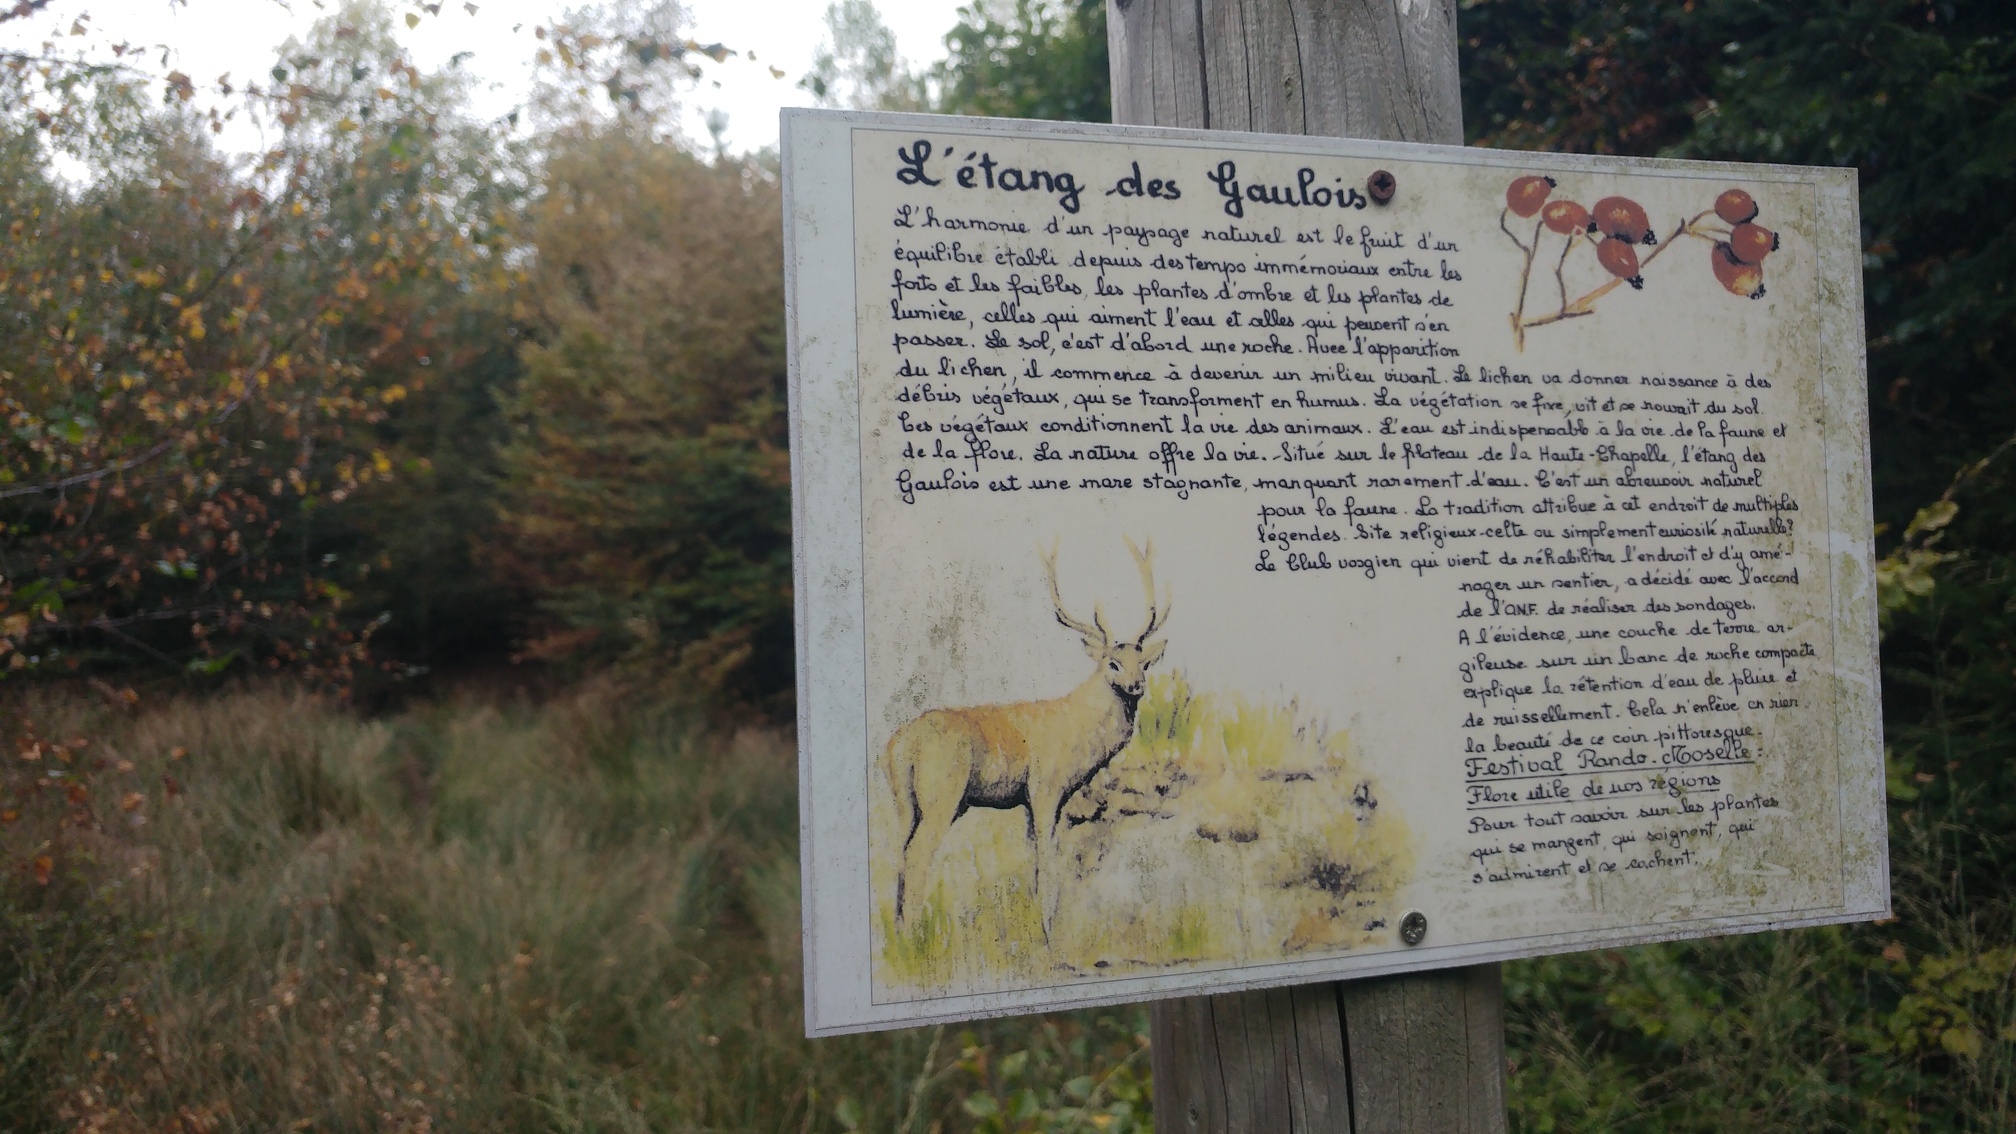 L'étang des Gaulois
L'harmonie d'un paysage naturel est le fruit d'un
équilibre établi depuis des temps immémoriaux entre les
forts et les faibles, les plantes d'ombre et les plantes de
lumière, celles qui aiment l'eau et celles qui peuvent s'en
passer. Le sol, c'est d'abord une roche. Avec l'apparition
du lichen, il commence à devenir un milieu vivant. Le lichen va donner naissance à des
débris végétaux, qui se transforment en humus. La végétation se fixe, vit et se nourrit du sol.
Ces végétaux conditionnent la vie des animaux. L'eau est indispensable à la vie de la faune et
de la flore. La nature offre la vie. - Situé sur le plateau de la Haute-Chapelle, l'étang des
Gaulois est une mare stagnante, manquant rarement d'eau. C'est un abreuvoir naturel
pour la faune. La tradition attribue à cet endroit de multiples
légendes. Site religieux-celte ou simplement curiosité naturelle?
Le Club vosgien qui vient de réhabiliter l'endroit et d'y amé-
nager un sentier, a décidé avec l'accord
de l'O.N.F. de réaliser des sondages.
A l'évidence, une couche de terre ar-
gileuse sur un banc de roche compacte
explique la rétention d'eau de pluie et
de ruissellement. Cela n'enlève en rien
la beauté de ce coin pittoresque.
Festival Rando. Moselle :
Flore utile de nos régions
Pour tout savoir sur les plantes
qui se mangent, qui soignent, qui
s'admirent et se cachent.